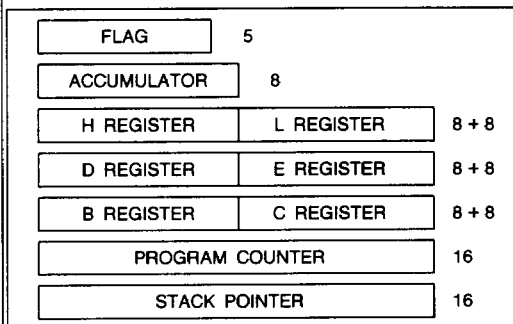 FLAG 5
ACCUMULATOR 8
H REGISTER L REGISTER 8 + 8
D REGISTER E REGISTER 8 + 8
B REGISTER C REGISTER 8 + 8
PROGRAM COUNTER 16
STACK POINTER 16